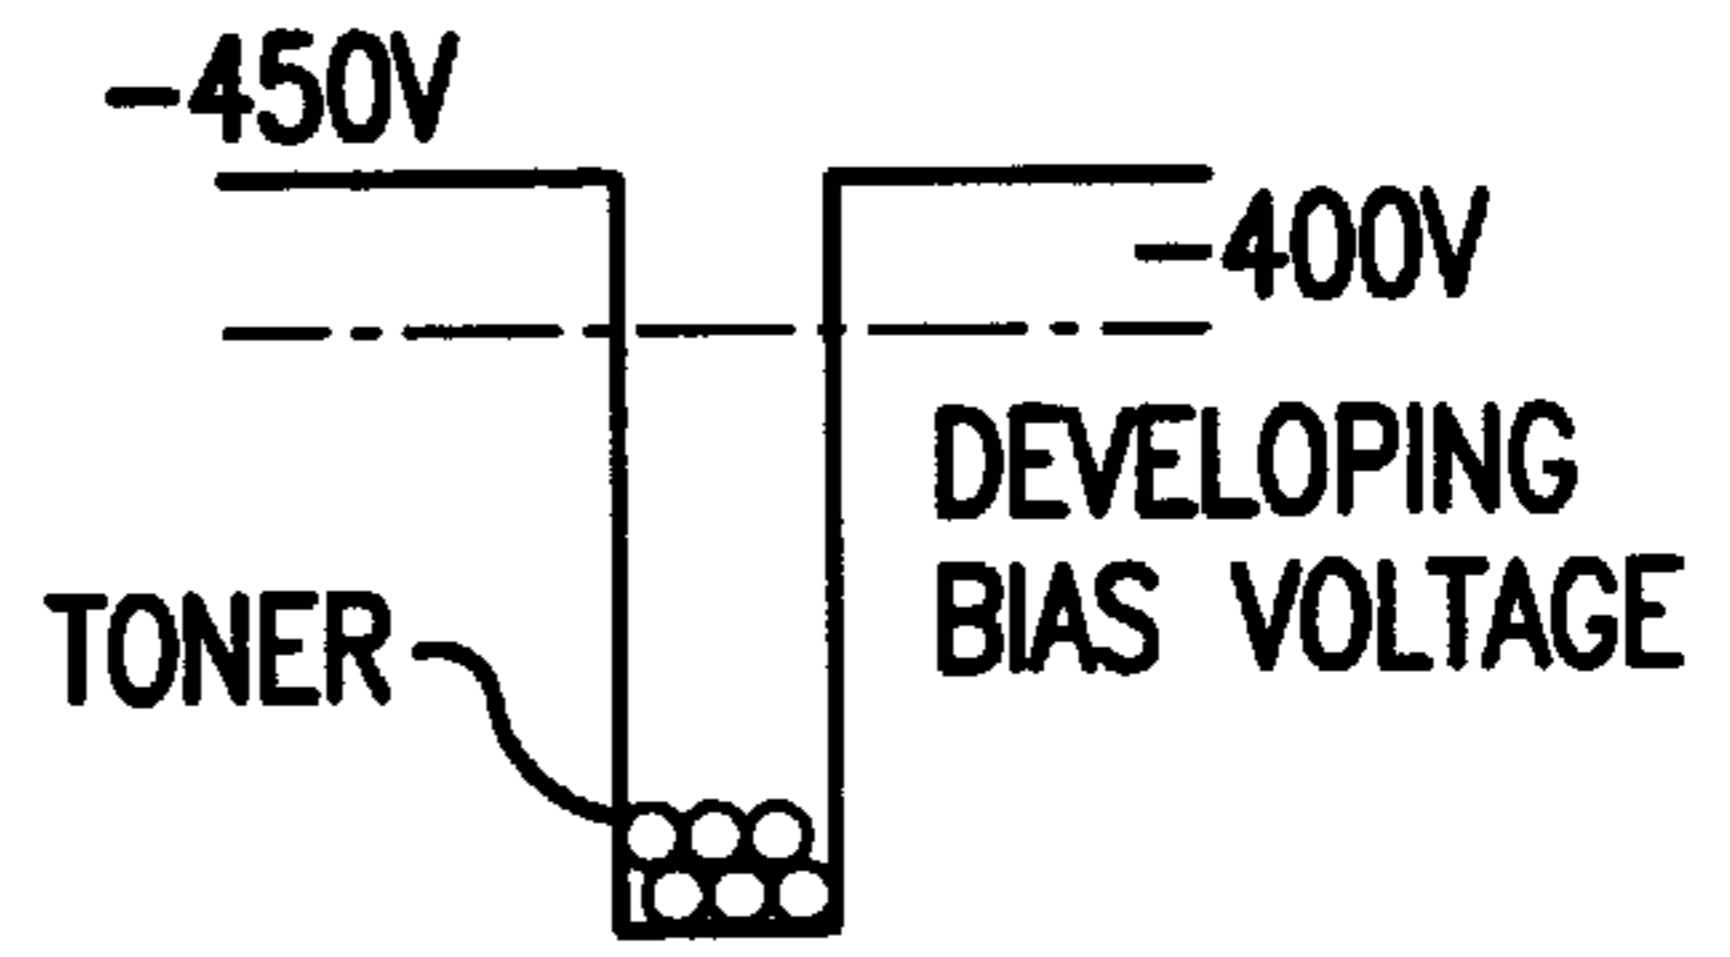 -450V
-400V
DEVELOPING
BIAS VOLTAGE
TONER